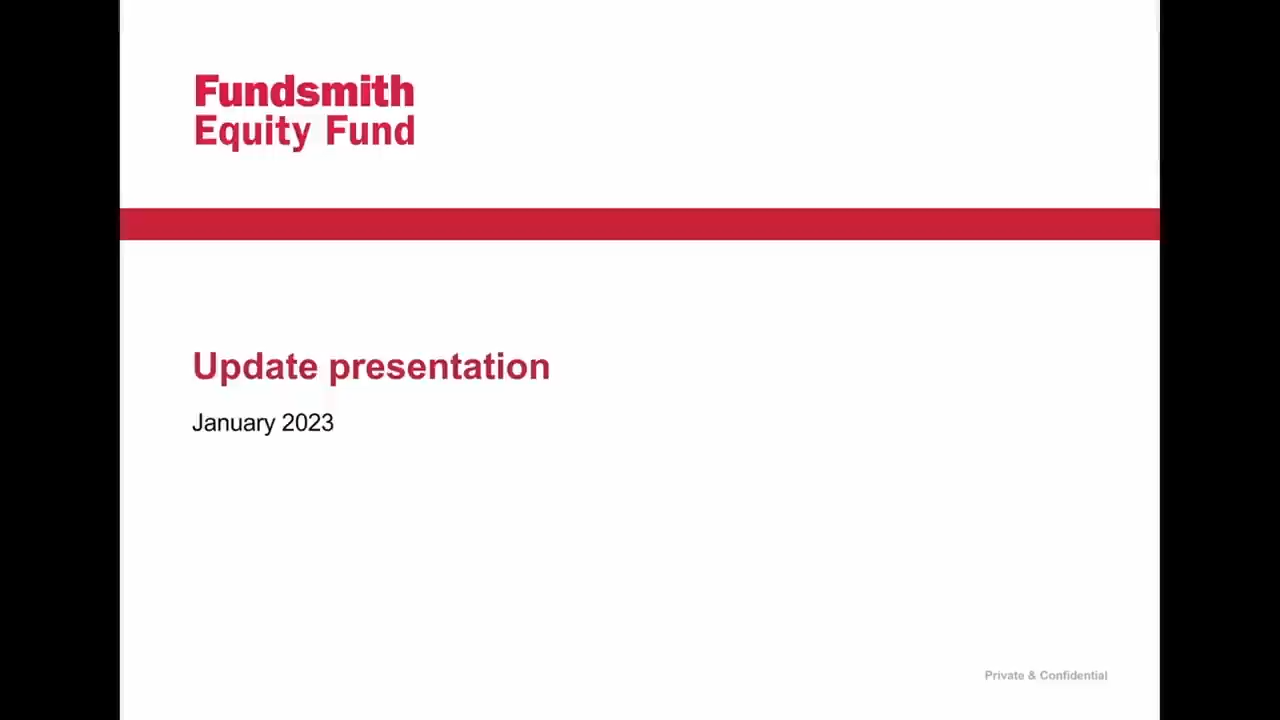 Fundsmith
Equity Fund
Update presentation
January 2023
Private & Confidential